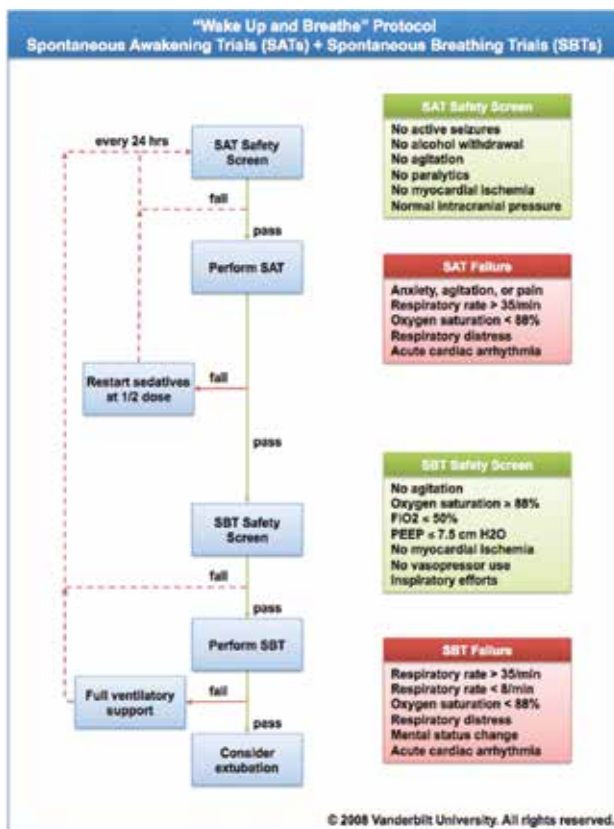 “Wake Up and Breathe” Protocol
Spontaneous Awakening Trials (SATs) + Spontaneous Breathing Trials (SBTs)
every 24 hrs
SAT Safety
Screen
fail
pass
Perform SAT
Restart sedatives
at 1/2 dose
fail
pass
SBT Safety
Screen
fail
pass
Perform SBT
Full ventilatory
support
fail
pass
Consider
extubation
SAT Safety Screen
No active seizures
No alcohol withdrawal
No agitation
No paralytics
No myocardial ischemia
Normal intracranial pressure
SAT Failure
Anxiety, agitation, or pain
Respiratory rate > 35/min
Oxygen saturation < 88%
Respiratory distress
Acute cardiac arrhythmia
SBT Safety Screen
No agitation
Oxygen saturation ≥ 88%
FiO2 ≤ 50%
PEEP ≤ 7.5 cm H2O
No myocardial ischemia
No vasopressor use
Inspiratory efforts
SBT Failure
Respiratory rate > 35/min
Respiratory rate < 8/min
Oxygen saturation < 88%
Respiratory distress
Mental status change
Acute cardiac arrhythmia
© 2008 Vanderbilt University. All rights reserved.